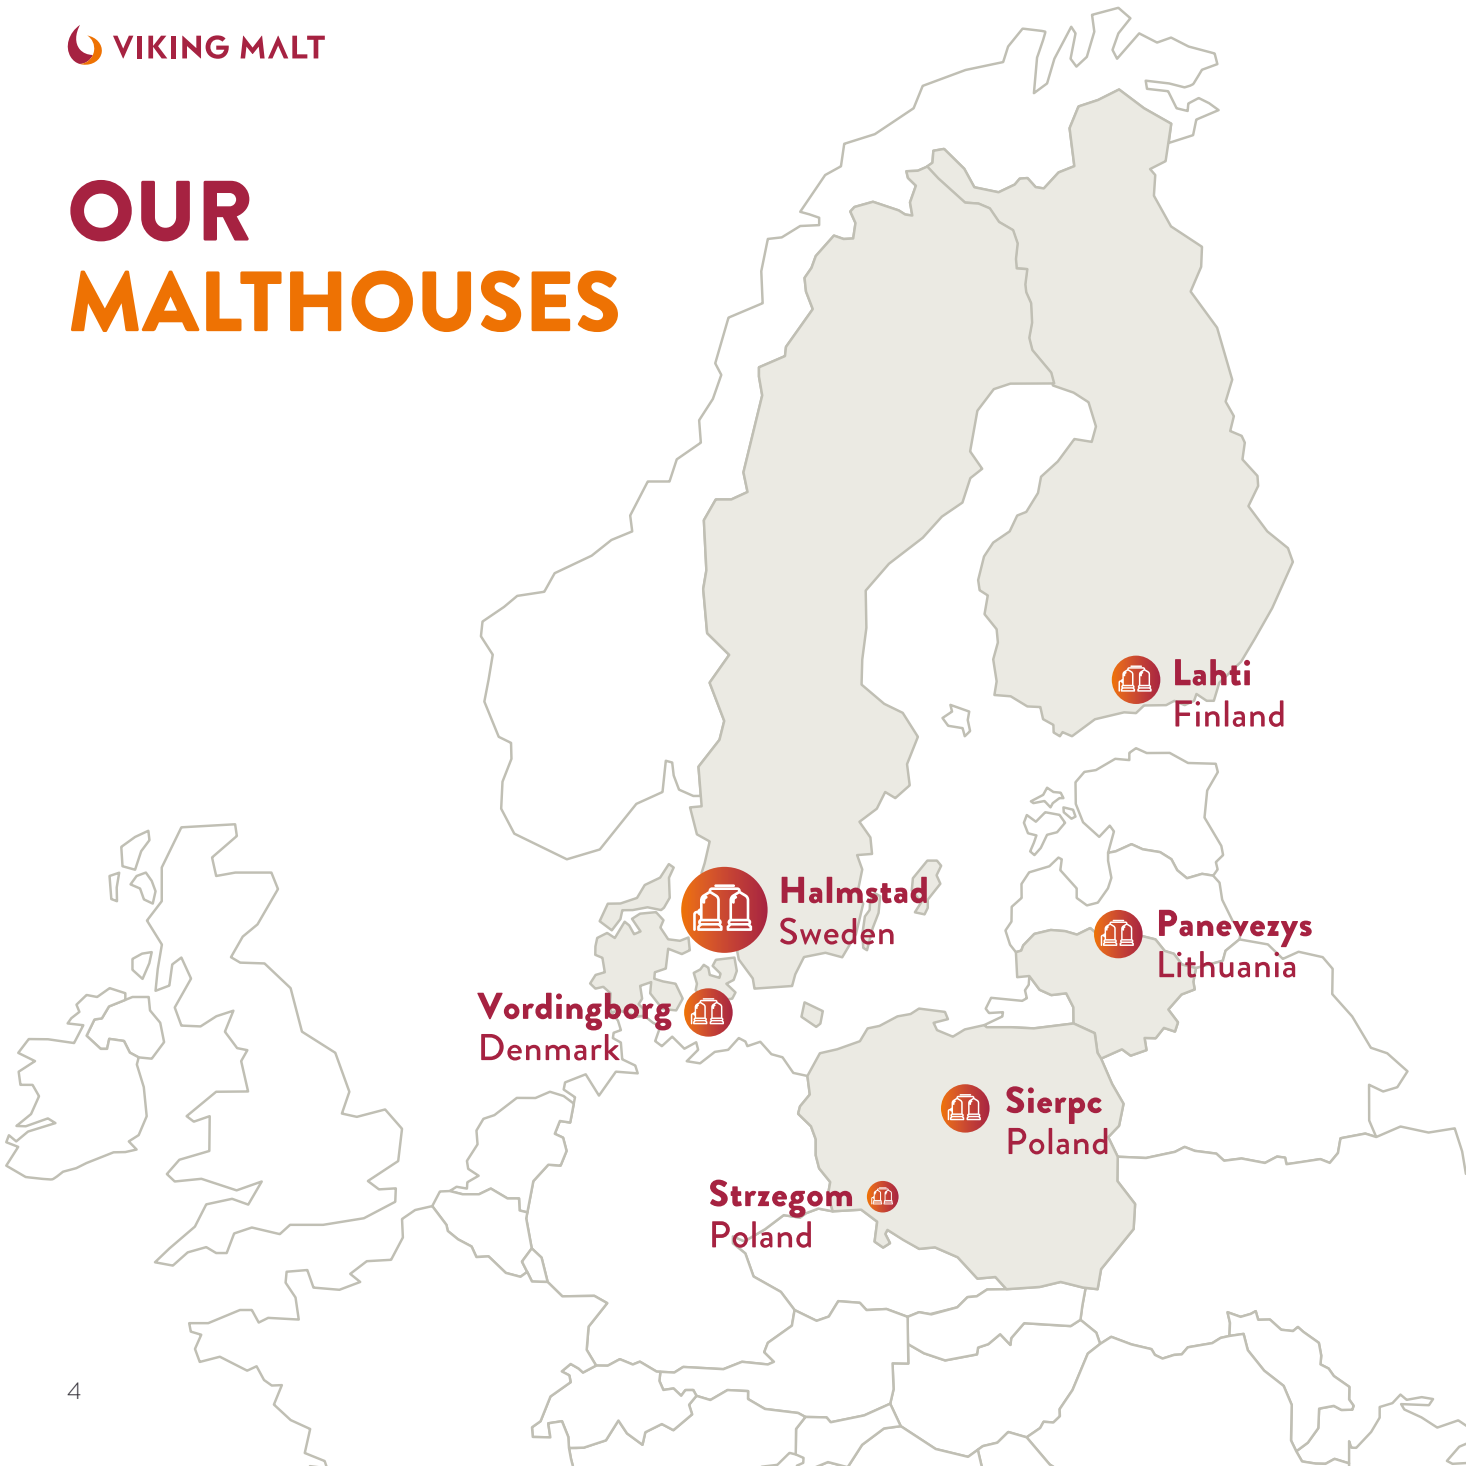 VIKING MALT
OUR
MALTHOUSES
Lahti
Finland
Halmstad
Sweden
Panevezys
Lithuania
Vordingborg
Denmark
Sierpc
Poland
Strzegom
Poland
4